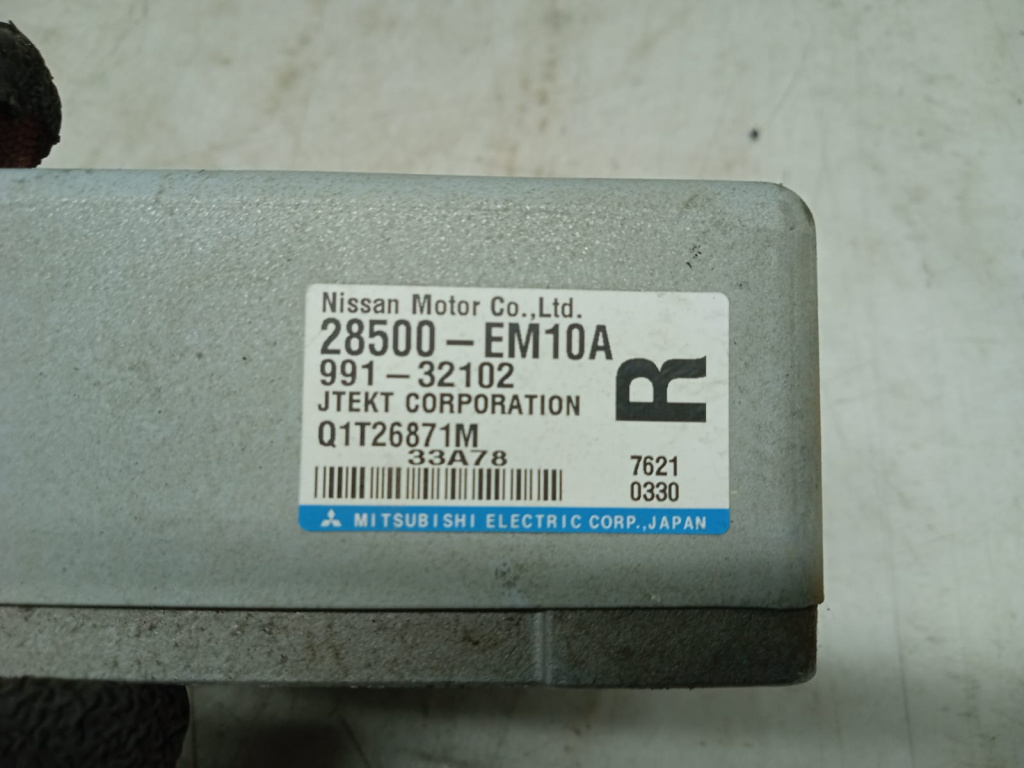 Nissan Motor Co.,Ltd.
28500-EM10A
991-32102
JTEKT CORPORATION
R
Q1T26871M
33A78
7621
0330
MITSUBISHI ELECTRIC CORP.,JAPAN